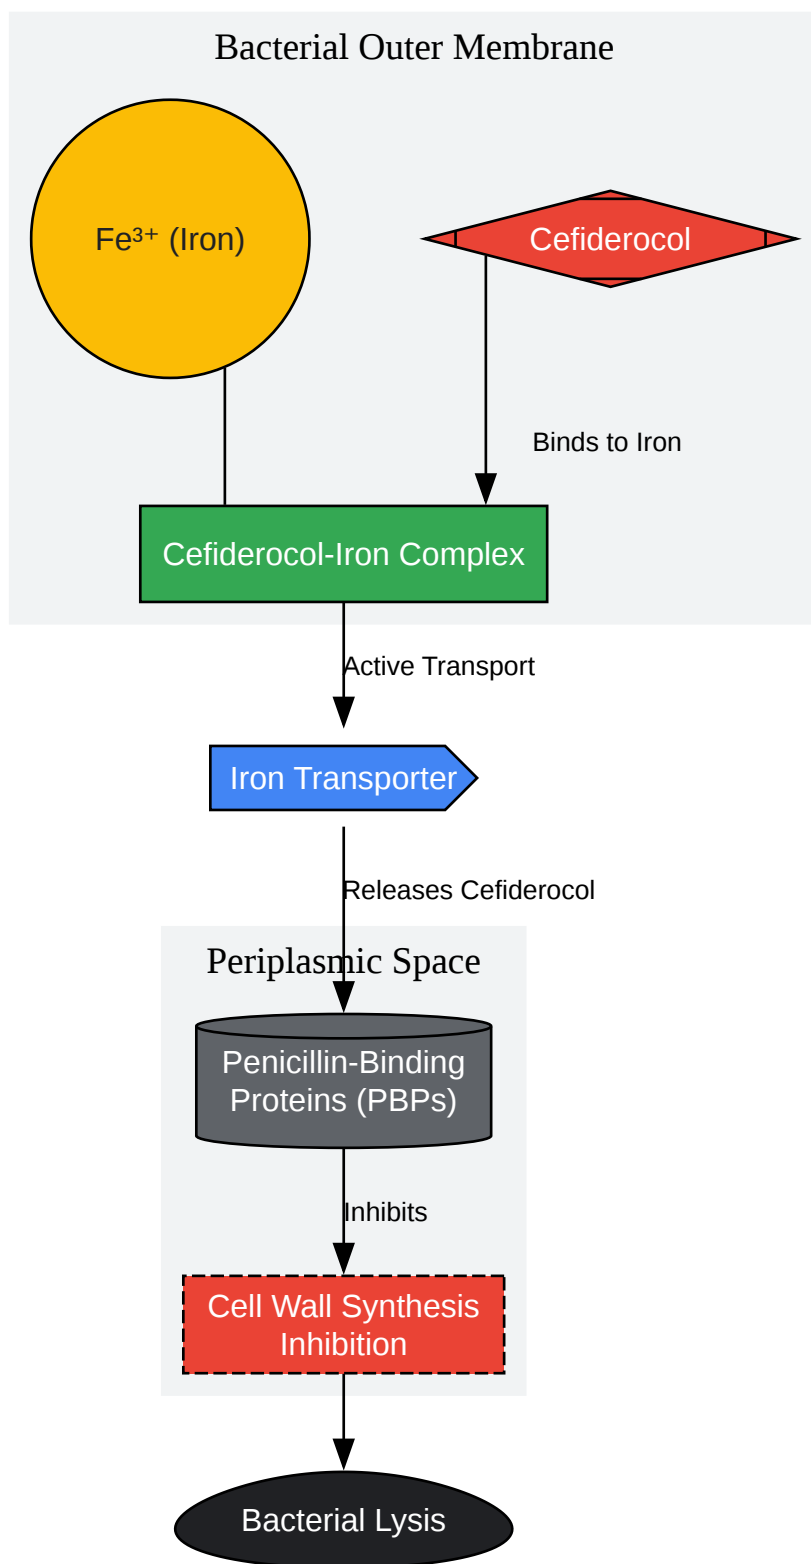 Bacterial Outer Membrane
Fe³⁺ (Iron)
Cefiderocol
Binds to Iron
Cefiderocol-Iron Complex
Active Transport
Iron Transporter
Releases Cefiderocol
Periplasmic Space
Penicillin-Binding
Proteins (PBPs)
Inhibits
Cell Wall Synthesis
Inhibition
Bacterial Lysis